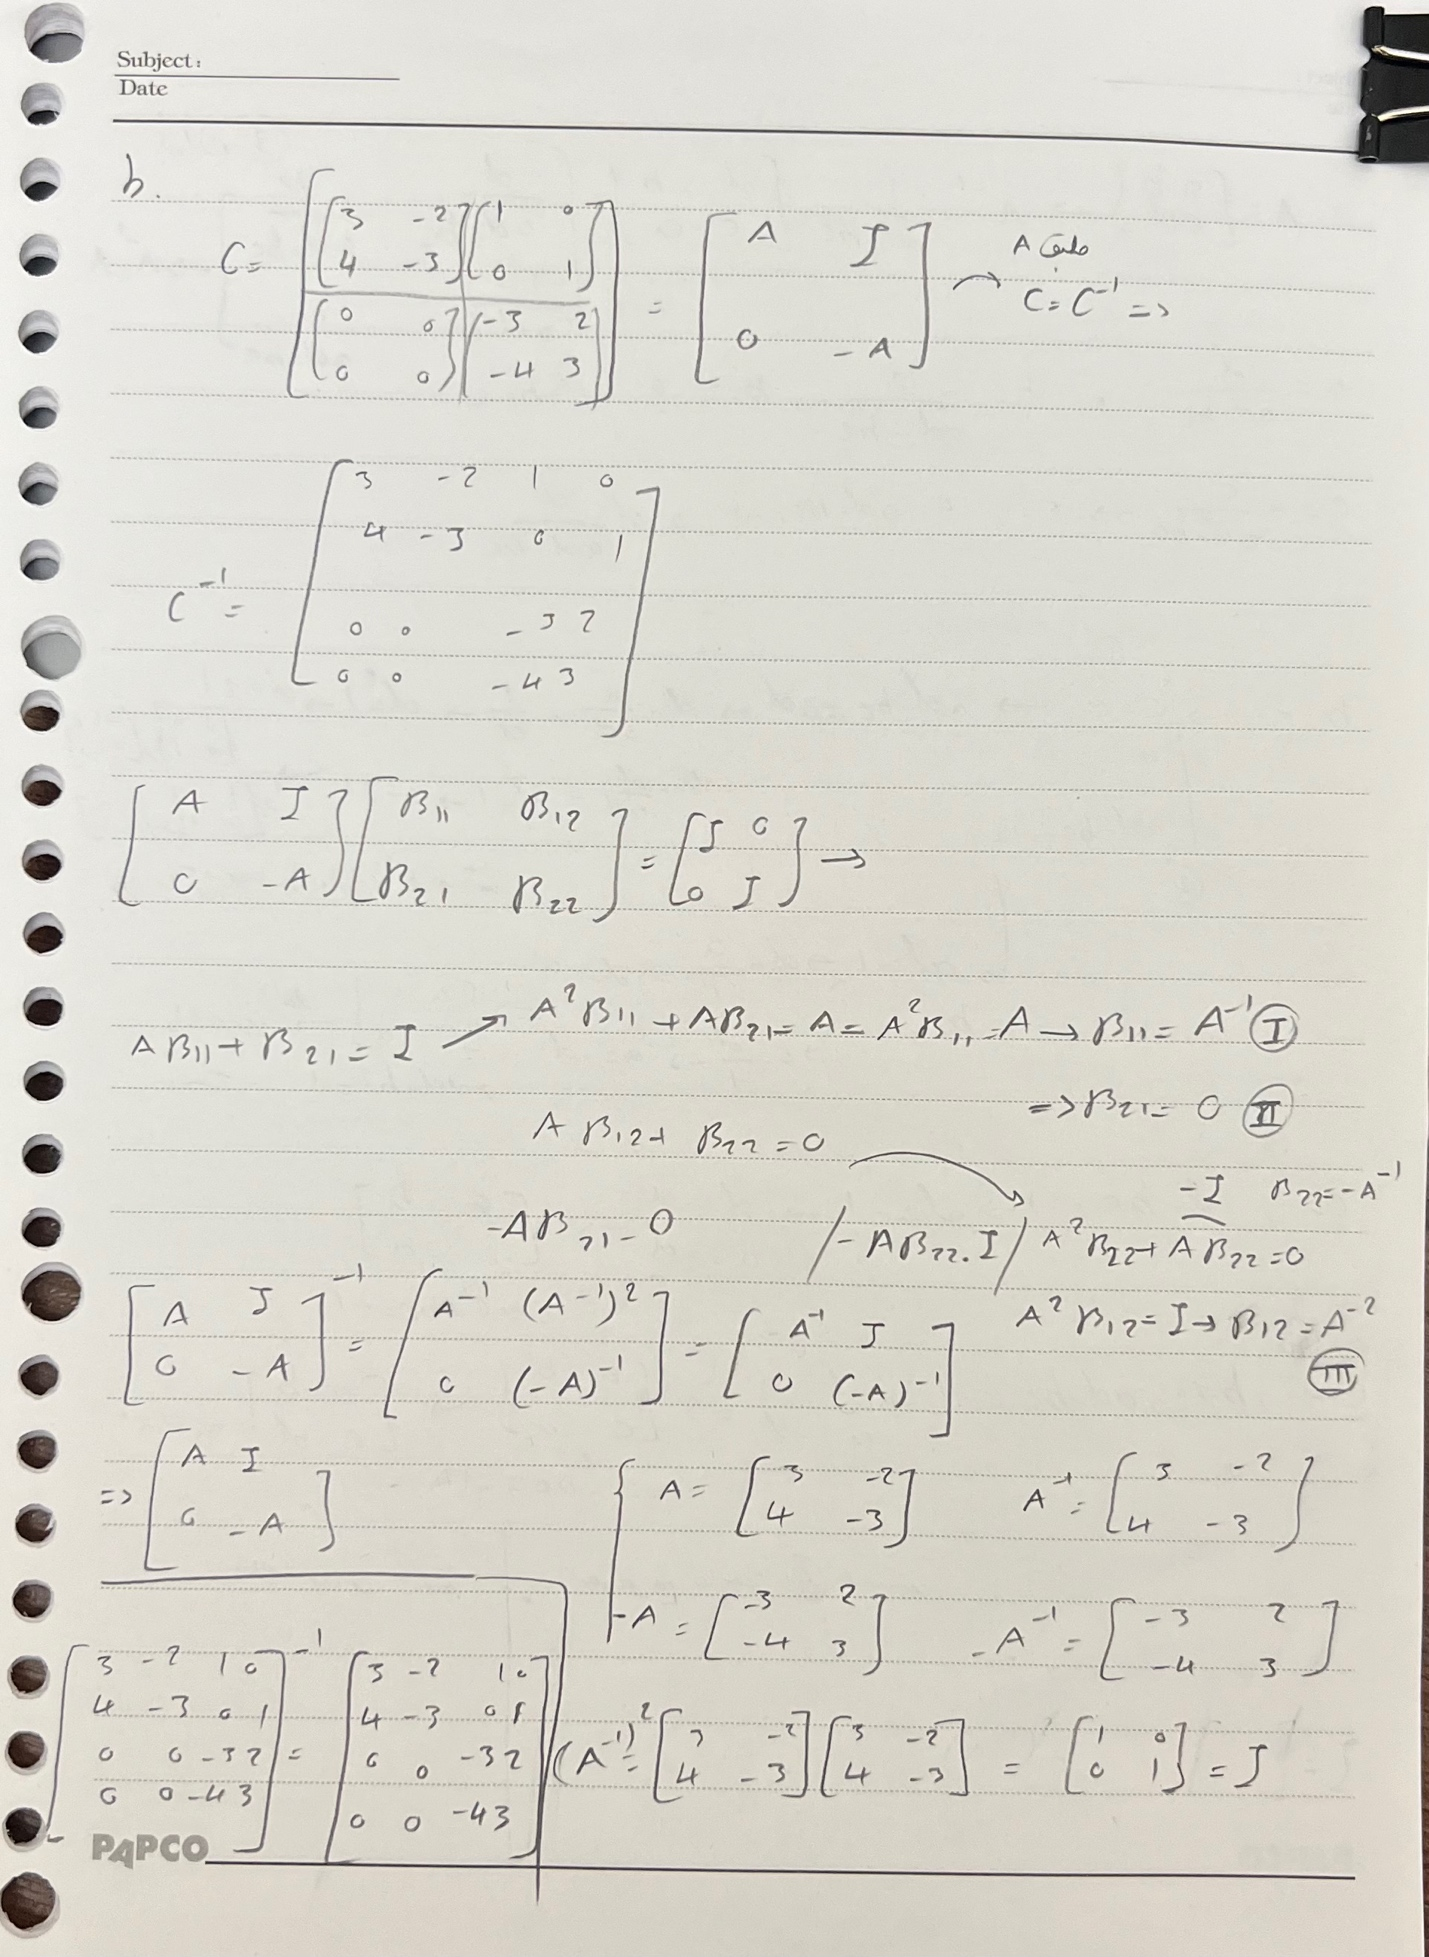 Subject:
Date
b.
C = [ [3 -2; 4 -3] [1 0; 0 1] ; [0 0; 0 0] [-3 2; -4 3] ] = [ A I ; 0 -A ] → C = C⁻¹ =>
C⁻¹ = [ 3 -2 1 0 ; 4 -3 0 1 ; 0 0 -3 2 ; 0 0 -4 3 ]
[ A I ; 0 -A ] [ B₁₁ B₁₂ ; B₂₁ B₂₂ ] = [ I 0 ; 0 I ] →
AB₁₁ + B₂₁ = I ↗ A²B₁₁ + AB₂₁ = A = A²B₁₁ = A → B₁₁ = A⁻¹ (I)
=> B₂₁ = 0 (II)
A B₁₂ + B₂₂ = 0
-I B₂₂ = -A⁻¹
-AB₂₁ = 0 / -AB₂₂ = I / A²B₂₂ + AB₂₂ = 0
[ A I ; 0 -A ]⁻¹ = [ A⁻¹ (A⁻¹)² ; 0 (-A)⁻¹ ] = [ A⁻¹ I ; 0 (-A)⁻¹ ] A²B₁₂ = I → B₁₂ = A⁻² (III)
=> [ A I ; 0 -A ] { A = [ 3 -2 ; 4 -3 ] A⁻¹ = [ 3 -2 ; 4 -3 ]
-A = [ -3 2 ; -4 3 ] -A⁻¹ = [ -3 2 ; -4 3 ]
[ 3 -2 1 0 ; 4 -3 0 1 ; 0 0 -3 2 ; 0 0 -4 3 ]⁻¹ = [ 3 -2 1 0 ; 4 -3 0 1 ; 0 0 -3 2 ; 0 0 -4 3 ]
(A⁻¹)² = [ 3 -2 ; 4 -3 ] [ 3 -2 ; 4 -3 ] = [ 1 0 ; 0 1 ] = I
PAPCO